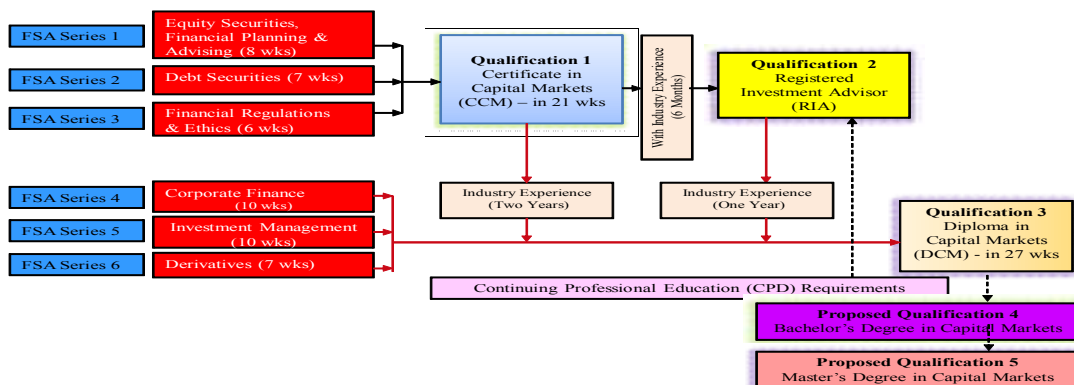 FSA Series 1
Equity Securities,
Financial Planning &
Advising (8 wks)
FSA Series 2
Debt Securities (7 wks)
FSA Series 3
Financial Regulations
& Ethics (6 wks)
Qualification 1
Certificate in
Capital Markets
(CCM) – in 21 wks
With Industry Experience
(6 Months)
Qualification 2
Registered
Investment Advisor
(RIA)
FSA Series 4
Corporate Finance
(10 wks)
FSA Series 5
Investment Management
(10 wks)
FSA Series 6
Derivatives (7 wks)
Industry Experience
(Two Years)
Industry Experience
(One Year)
Qualification 3
Diploma in
Capital Markets
(DCM) - in 27 wks
Continuing Professional Education (CPD) Requirements
Proposed Qualification 4
Bachelor's Degree in Capital Markets
Proposed Qualification 5
Master's Degree in Capital Markets